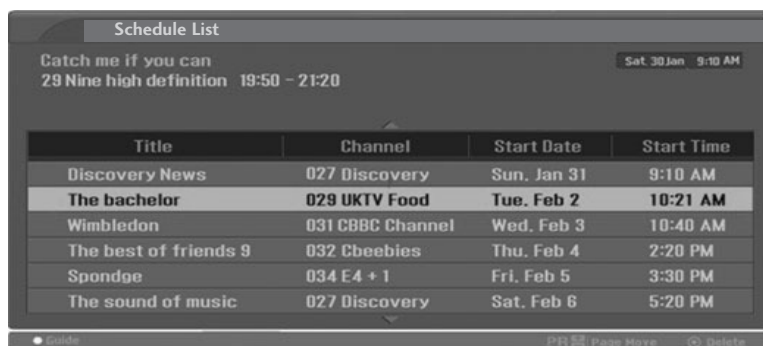 Schedule List
Catch me if you can
Sat. 30 Jan 9:10 AM
29 Nine high definition 19:50 - 21:20
Title Channel Start Date Start Time
Discovery News 027 Discovery Sun. Jan 31 9:10 AM
The bachelor 029 UKTV Food Tue. Feb 2 10:21 AM
Wimbledon 031 CBBC Channel Wed. Feb 3 10:40 AM
The best of friends 9 032 Cbeebies Thu. Feb 4 2:20 PM
Spondge 034 E4 + 1 Fri. Feb 5 3:30 PM
The sound of music 027 Discovery Sat. Feb 6 5:20 PM
Guide PR Page Move Delete